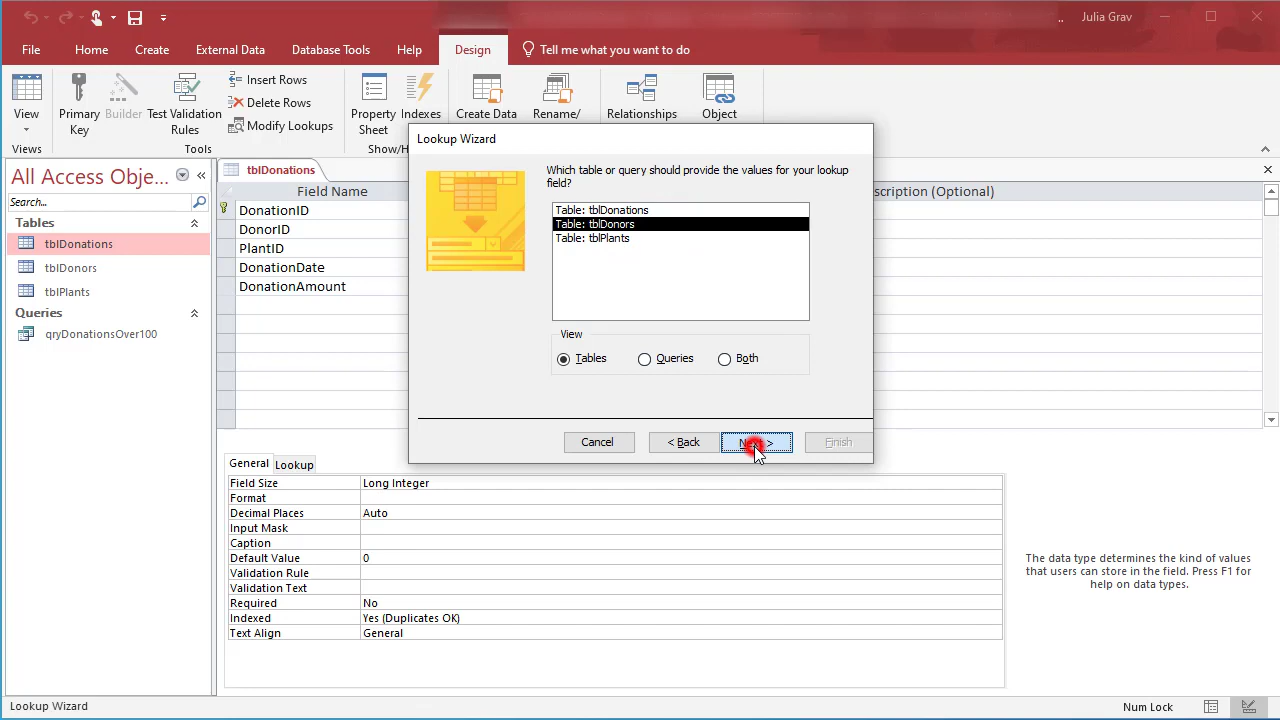 .. Julia Grav
File Home Create External Data Database Tools Help Design Tell me what you want to do
View
Primary Key
Builder
Test Validation Rules
Insert Rows
Delete Rows
Modify Lookups
Property Sheet
Indexes
Create Data
Rename/
Relationships
Object
Views Tools Show/H
All Access Obje...
Search...
Tables
tblDonations
tblDonors
tblPlants
Queries
qryDonationsOver100
tblDonations
Field Name scription (Optional)
DonationID
DonorID
PlantID
DonationDate
DonationAmount
Lookup Wizard
Which table or query should provide the values for your lookup
field?
Table: tblDonations
Table: tblDonors
Table: tblPlants
View
Tables Queries Both
Cancel < Back >  Finish
General Lookup
Field Size Long Integer
Format
Decimal Places Auto
Input Mask
Caption
Default Value 0
Validation Rule
Validation Text
Required No
Indexed Yes (Duplicates OK)
Text Align General
The data type determines the kind of values
that users can store in the field. Press F1 for
help on data types.
Lookup Wizard Num Lock